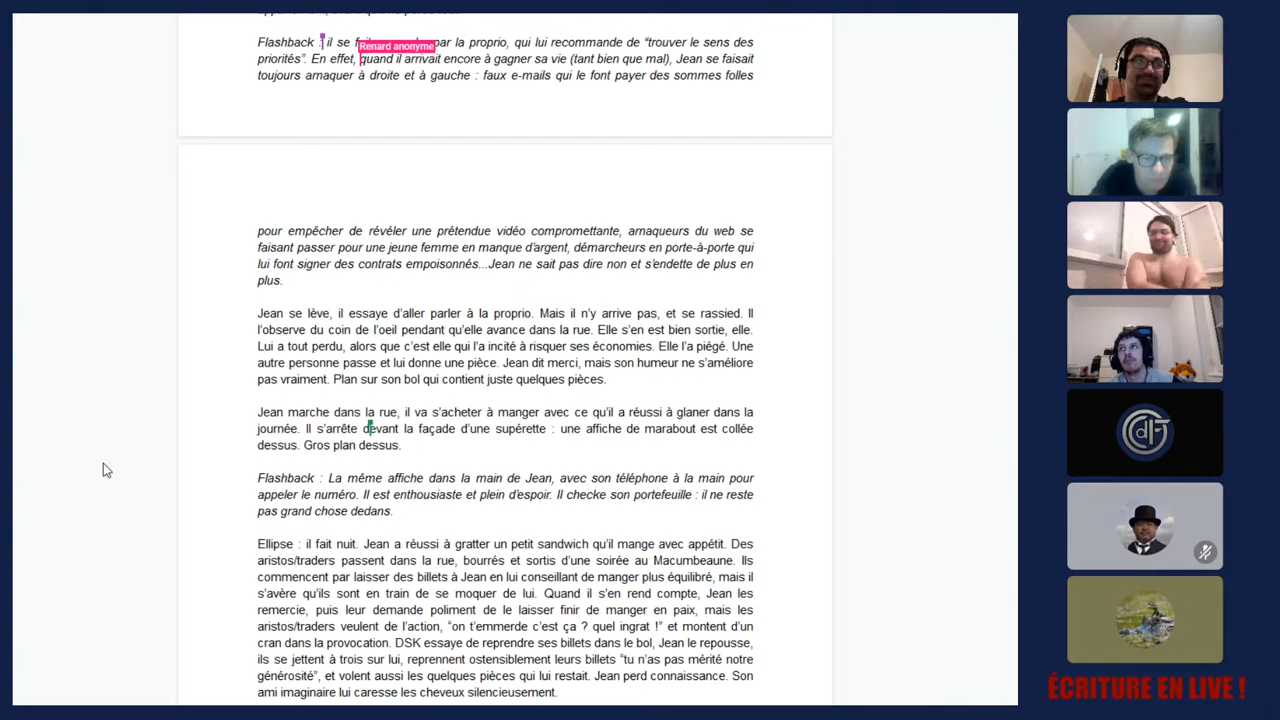 Flashback : il se par la proprio, qui lui recommande de “trouver le sens des
Renard anonyme
priorités”. En effet, quand il arrivait encore à gagner sa vie (tant bien que mal), Jean se faisait
toujours arnaquer à droite et à gauche : faux e-mails qui le font payer des sommes folles
pour empêcher de révéler une prétendue vidéo compromettante, arnaqueurs du web se
faisant passer pour une jeune femme en manque d’argent, démarcheurs en porte-à-porte qui
lui font signer des contrats empoisonnés...Jean ne sait pas dire non et s’endette de plus en
plus.
Jean se lève, il essaye d’aller parler à la proprio. Mais il n’y arrive pas, et se rassied. Il
l’observe du coin de l’oeil pendant qu’elle avance dans la rue. Elle s’en est bien sortie, elle.
Lui a tout perdu, alors que c’est elle qui l’a incité à risquer ses économies. Elle l’a piégé. Une
autre personne passe et lui donne une pièce. Jean dit merci, mais son humeur ne s’améliore
pas vraiment. Plan sur son bol qui contient juste quelques pièces.
Jean marche dans la rue, il va s’acheter à manger avec ce qu’il a réussi à glaner dans la
journée. Il s’arrête devant la façade d’une supérette : une affiche de marabout est collée
dessus. Gros plan dessus.
Flashback : La même affiche dans la main de Jean, avec son téléphone à la main pour
appeler le numéro. Il est enthousiaste et plein d’espoir. Il checke son portefeuille : il ne reste
pas grand chose dedans.
Ellipse : il fait nuit. Jean a réussi à gratter un petit sandwich qu’il mange avec appétit. Des
aristos/traders passent dans la rue, bourrés et sortis d’une soirée au Macumbeaune. Ils
commencent par laisser des billets à Jean en lui conseillant de manger plus équilibré, mais il
s’avère qu’ils sont en train de se moquer de lui. Quand il s’en rend compte, Jean les
remercie, puis leur demande poliment de le laisser finir de manger en paix, mais les
aristos/traders veulent de l’action, “on t’emmerde c’est ça ? quel ingrat !” et montent d’un
cran dans la provocation. DSK essaye de reprendre ses billets dans le bol, Jean le repousse,
ils se jettent à trois sur lui, reprennent ostensiblement leurs billets “tu n’as pas mérité notre
générosité”, et volent aussi les quelques pièces qui lui restait. Jean perd connaissance. Son
ami imaginaire lui caresse les cheveux silencieusement.
ÉCRITURE EN LIVE !